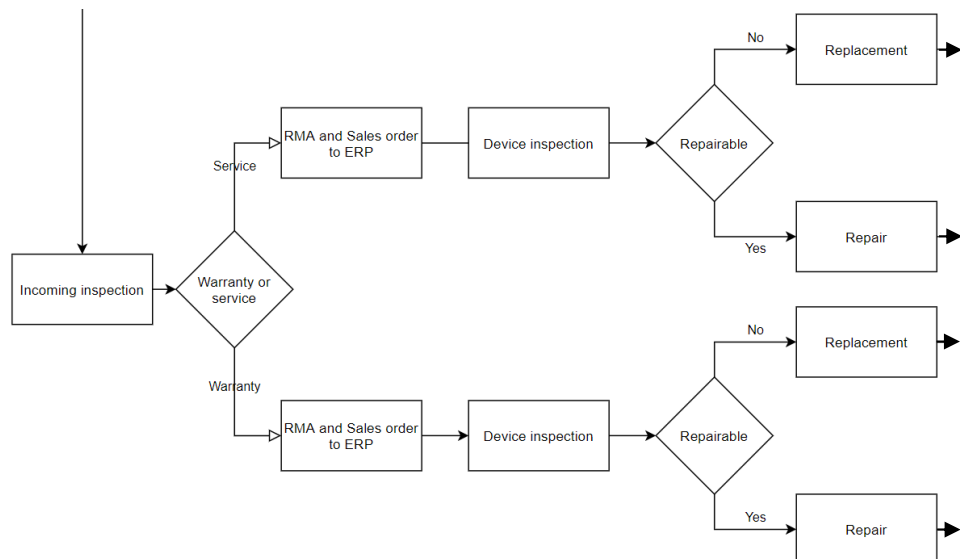 No
Replacement
RMA and Sales order
to ERP
Device inspection
Repairable
Service
Yes
Repair
Incoming inspection
Warranty or
service
No
Replacement
Warranty
RMA and Sales order
to ERP
Device inspection
Repairable
Yes
Repair